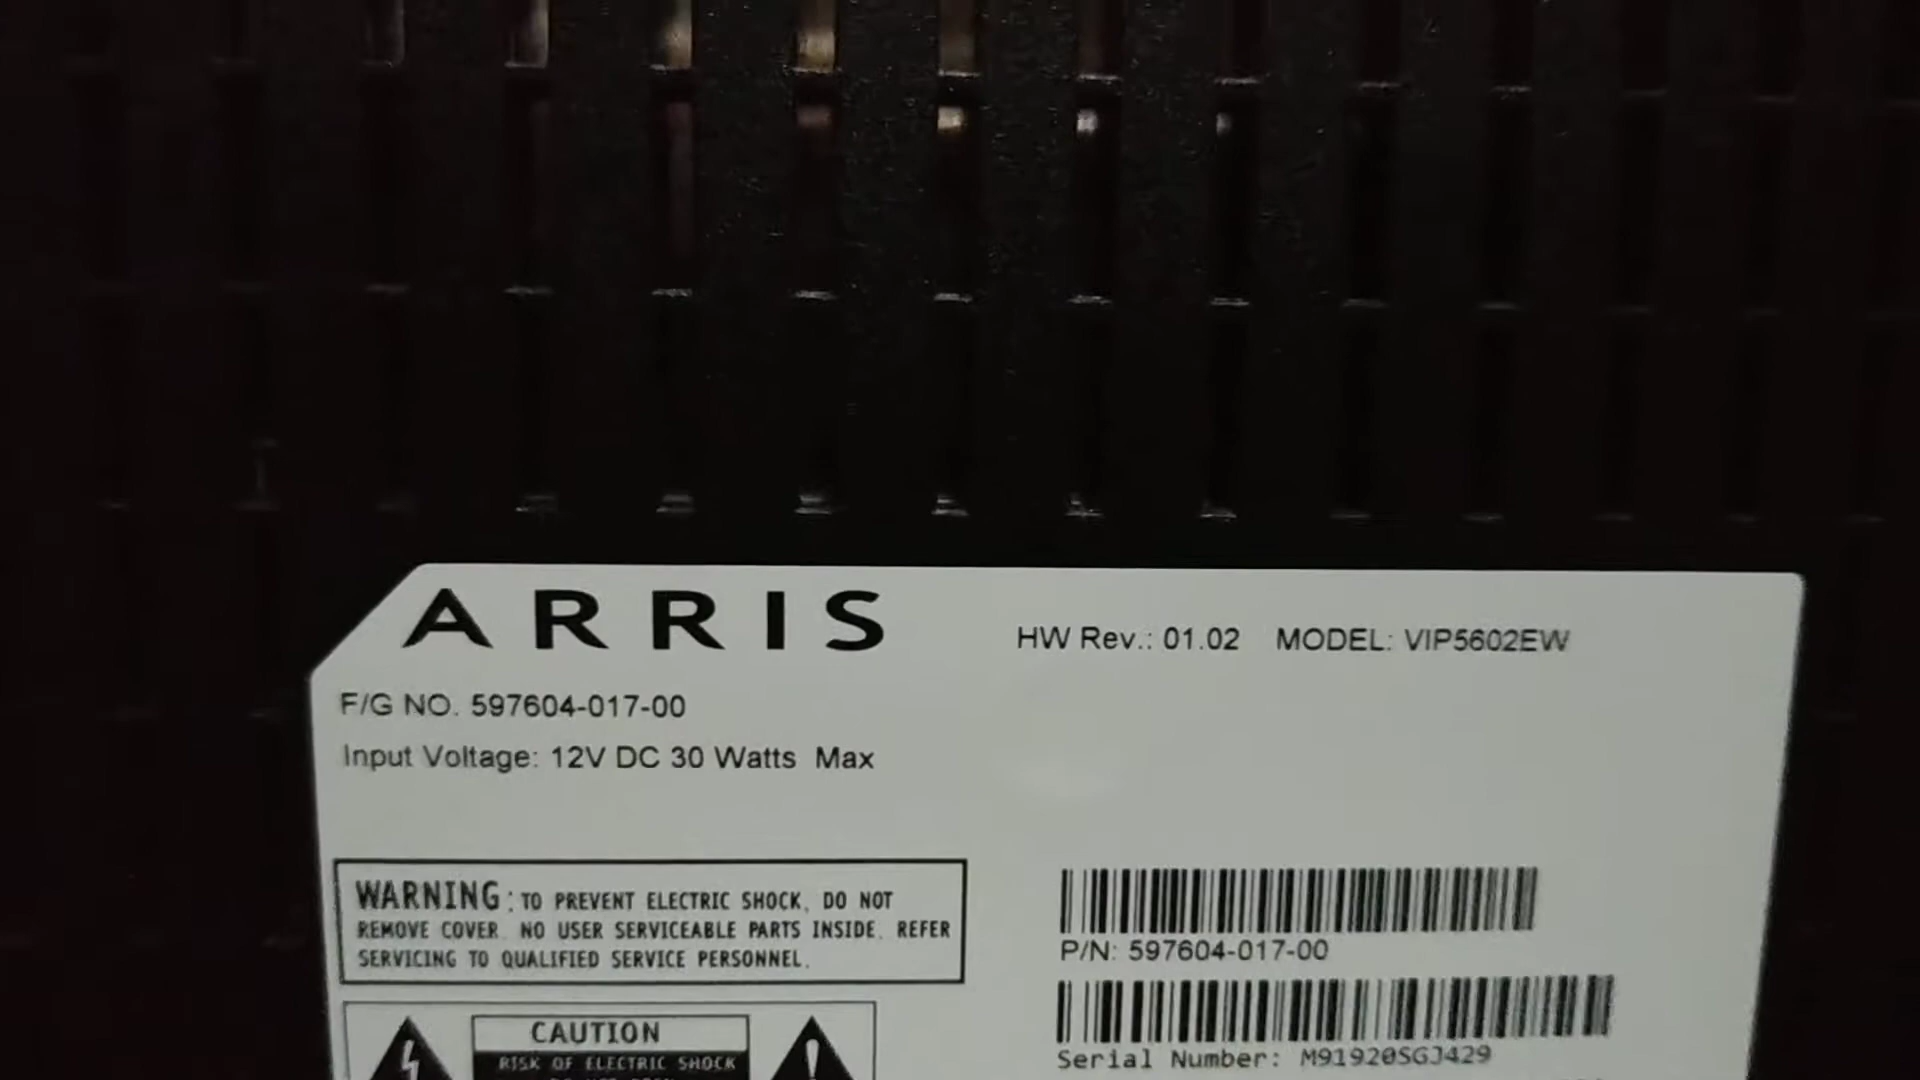 ARRIS
HW Rev.: 01.02 MODEL: VIP5602EW
F/G NO. 597604-017-00
Input Voltage: 12V DC 30 Watts Max
WARNING: TO PREVENT ELECTRIC SHOCK, DO NOT
REMOVE COVER. NO USER SERVICEABLE PARTS INSIDE. REFER
SERVICING TO QUALIFIED SERVICE PERSONNEL.
P/N: 597604-017-00
Serial Number: M91920SGJ429
CAUTION
RISK OF ELECTRIC SHOCK